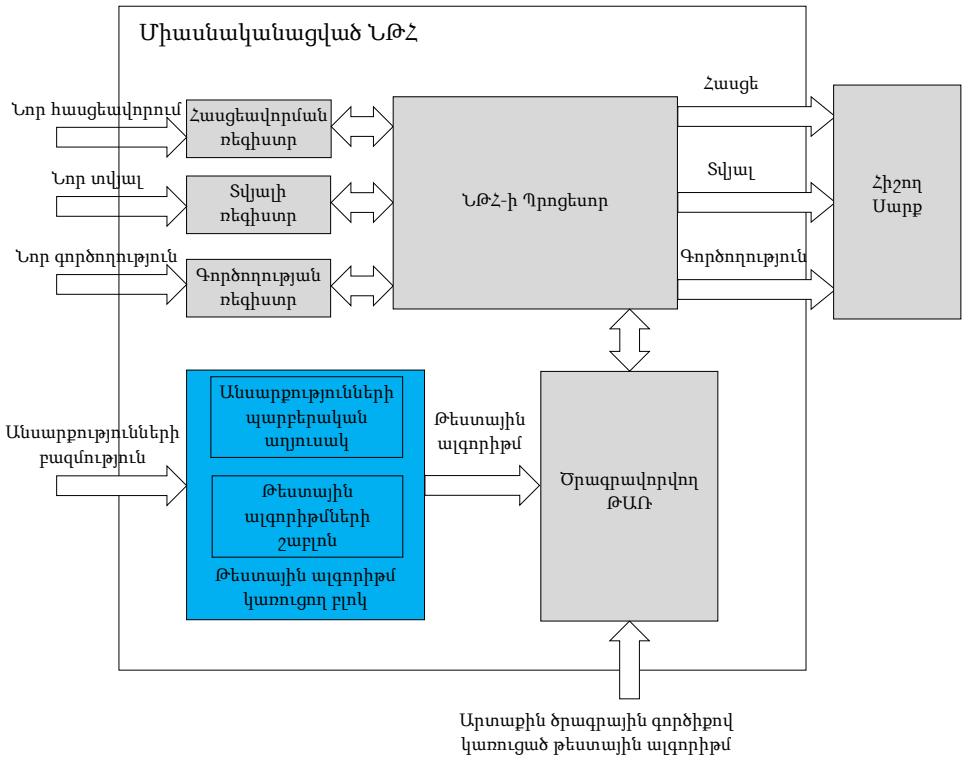 Միասնականացված ՆԹՀ
Նոր հասցեավորում
Հասցեավորման
ռեգիստր
Նոր տվյալ
Տվյալի
ռեգիստր
Նոր գործողություն
Գործողության
ռեգիստր
ՆԹՀ-ի Պրոցեսոր
Հասցե
Տվյալ
Գործողություն
Հիշող
Սարք
Անսարքությունների
բազմություն
Անսարքությունների
պարբերական
աղյուսակ
Թեստային
ալգորիթմների
շաբլոն
Թեստային ալգորիթմ
կառուցող բլոկ
Թեստային
ալգորիթմ
Ծրագրավորվող
ԹԱՌ
Արտաքին ծրագրային գործիքով
կառուցած թեստային ալգորիթմ